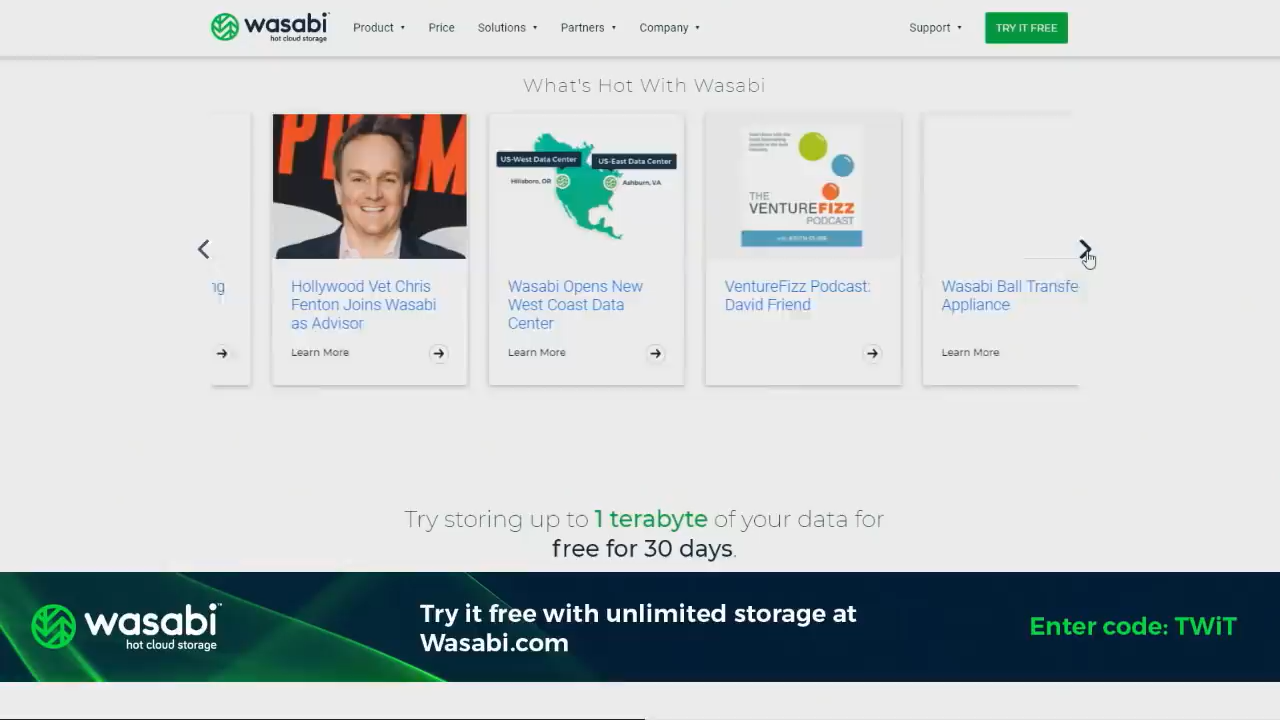 wasabi
hot cloud storage
Product
Price
Solutions
Partners
Company
Support
TRY IT FREE
What's Hot With Wasabi
ng
Hollywood Vet Chris
Fenton Joins Wasabi
as Advisor
Learn More
US-West Data Center
US-East Data Center
Hillsboro, OR
Ashburn, VA
Wasabi Opens New
West Coast Data
Center
Learn More
THE
VENTUREFIZZ
PODCAST
VentureFizz Podcast:
David Friend
Wasabi Ball Transfe
Appliance
Learn More
Try storing up to 1 terabyte of your data for
free for 30 days.
wasabi
hot cloud storage
Try it free with unlimited storage at
Wasabi.com
Enter code: TWiT